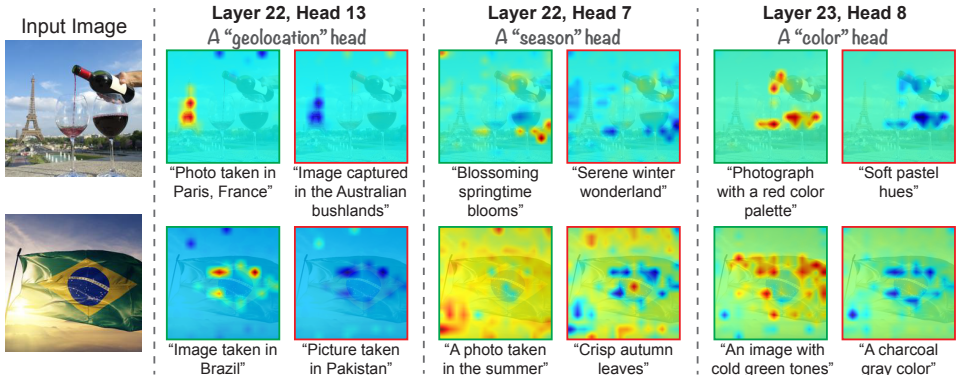 Input Image
Layer 22, Head 13
A “geolocation” head
Layer 22, Head 7
A “season” head
Layer 23, Head 8
A “color” head
“Photo taken in
Paris, France”
“Image captured
in the Australian
bushlands”
“Blossoming
springtime
blooms”
“Serene winter
wonderland”
“Photograph
with a red color
palette”
“Soft pastel
hues”
“Image taken in
Brazil”
“Picture taken
in Pakistan”
“A photo taken
in the summer”
“Crisp autumn
leaves”
“An image with
cold green tones”
“A charcoal
gray color”